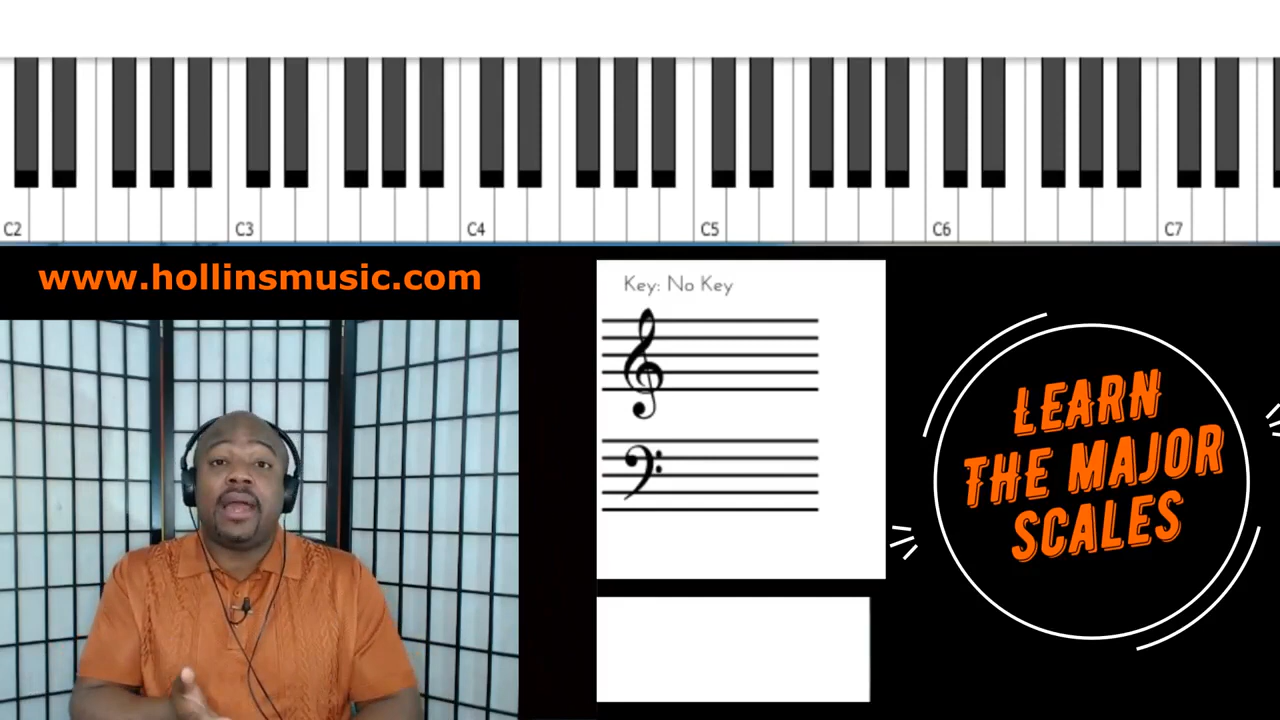 C2 C3 C4 C5 C6 C7
www.hollinsmusic.com
Key: No Key
LEARN
THE MAJOR
SCALES